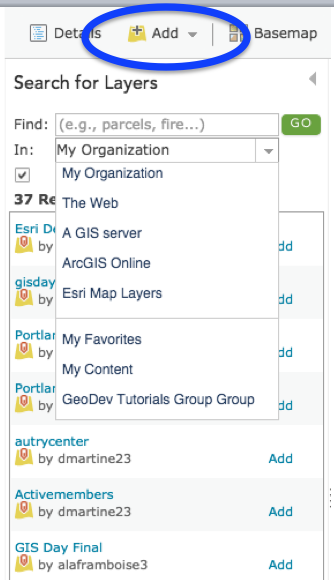 Details Add Basemap
Search for Layers
Find: (e.g., parcels, fire...) GO
In: My Organization
My Organization
37 Re
The Web
Esri De
A GIS server
by Add
ArcGIS Online
gisday
Esri Map Layers
by Add
Portlan
My Favorites
by Add
My Content
Portlan
GeoDev Tutorials Group Group
by Add
autrycenter
by dmartine23 Add
Activemembers
by dmartine23 Add
GIS Day Final
by alaframboise3 Add